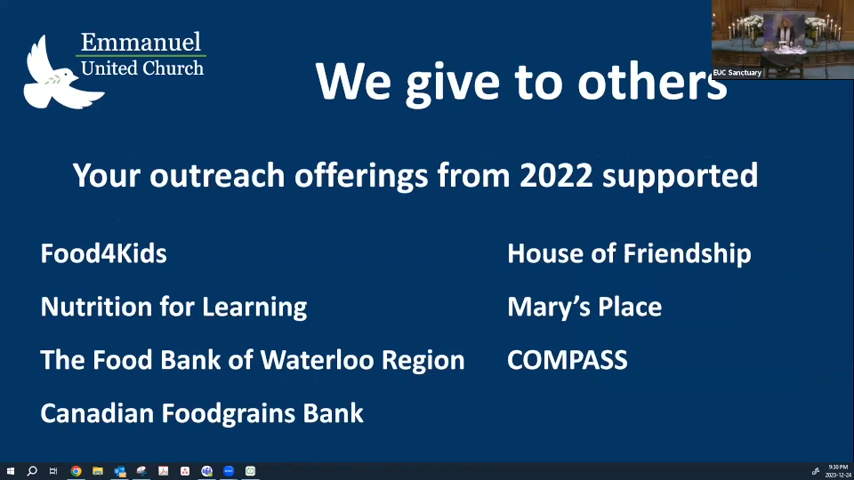 Emmanuel
United Church
EUC Sanctuary
We give to others
Your outreach offerings from 2022 supported
Food4Kids
House of Friendship
Nutrition for Learning
Mary's Place
The Food Bank of Waterloo Region
COMPASS
Canadian Foodgrains Bank
9:30 PM
2023-12-24